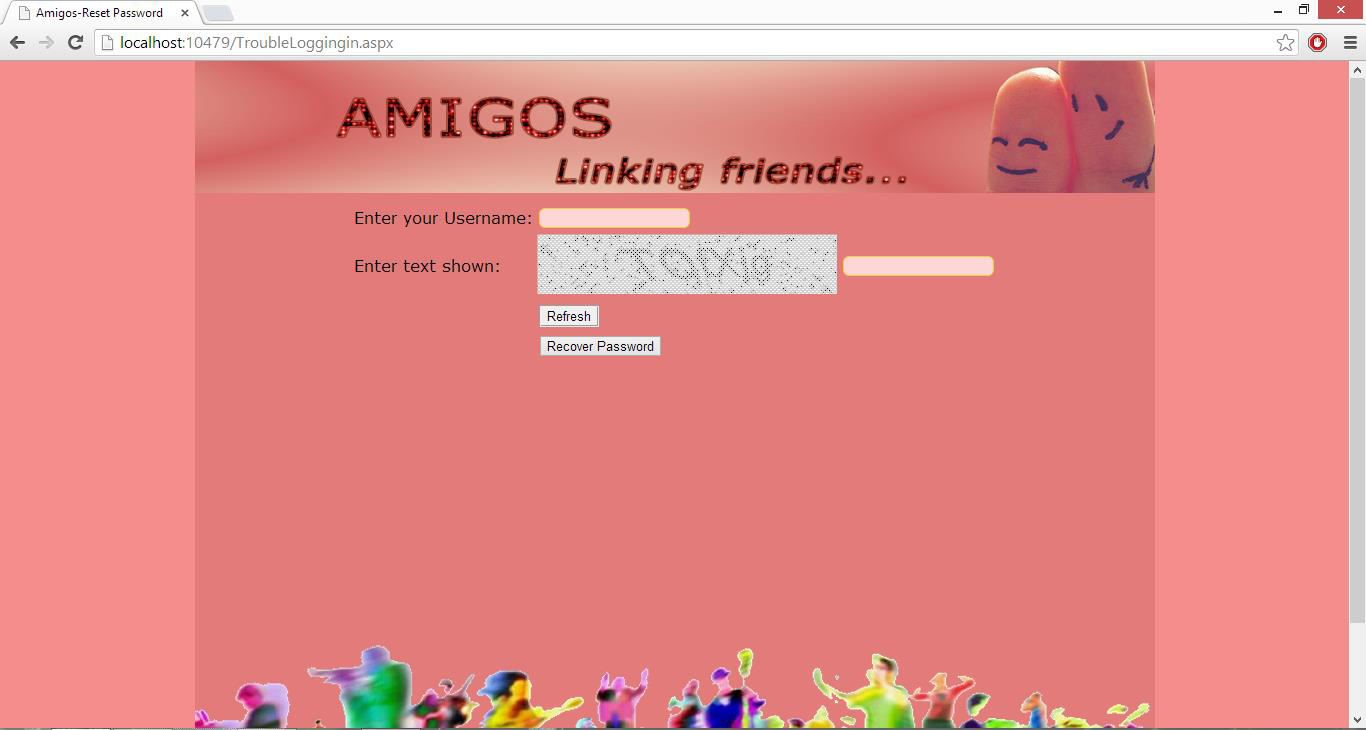 Amigos-Reset Password
localhost:10479/TroubleLoggingin.aspx
AMIGOS
Linking friends...
Enter your Username:
Enter text shown:
Refresh
Recover Password